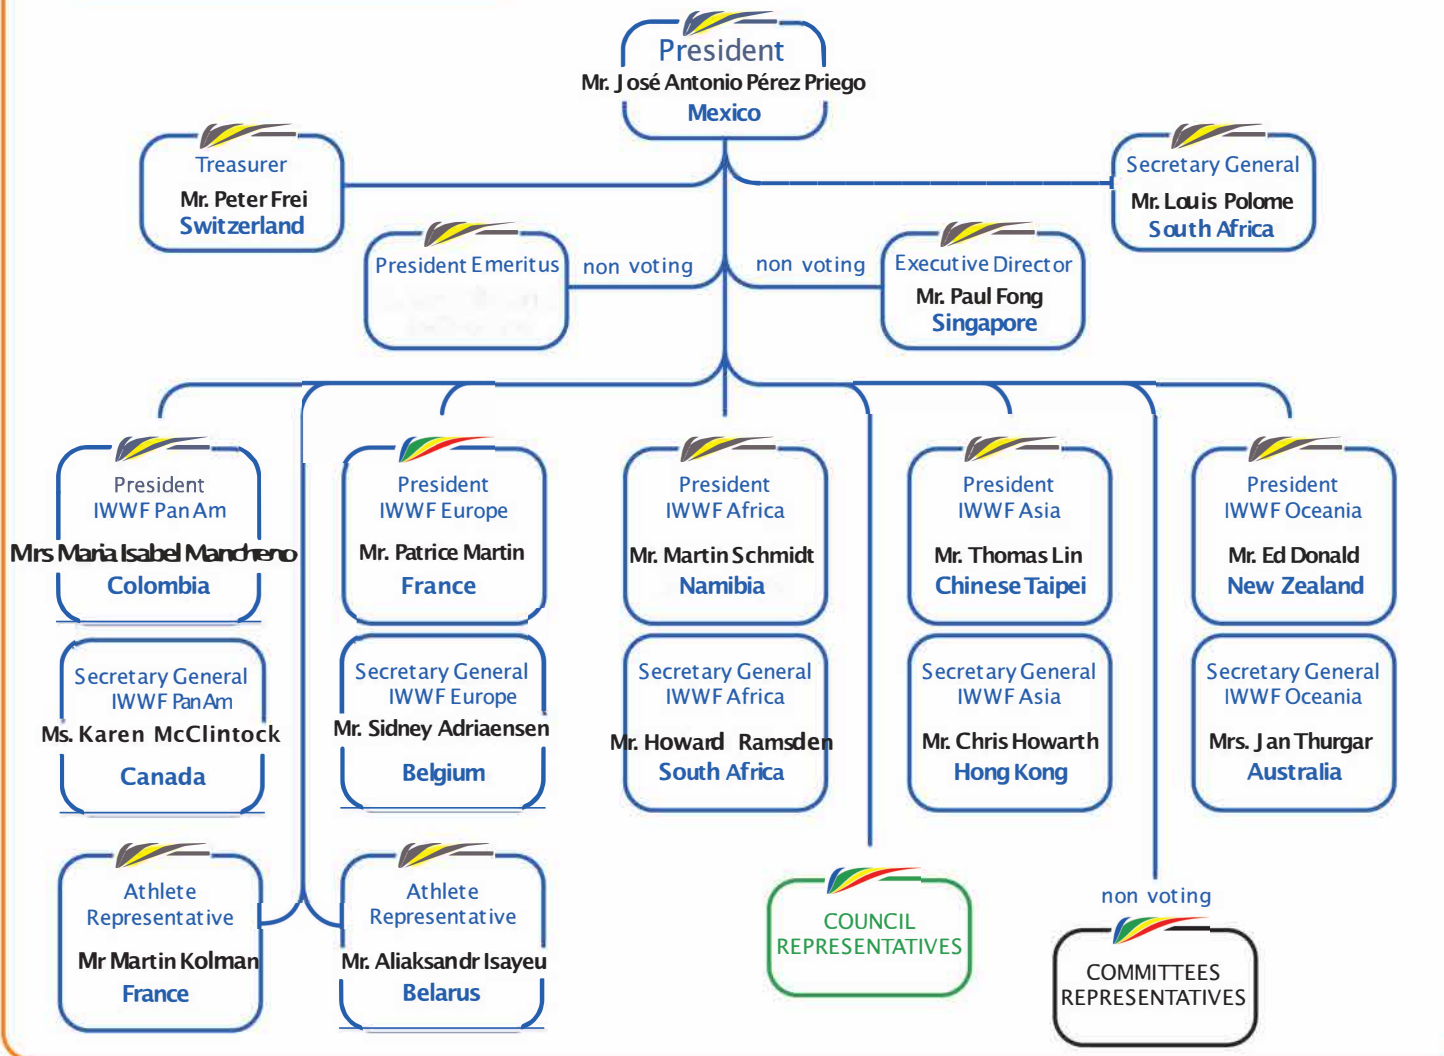 President
Mr. José Antonio Pérez Priego
Mexico
Treasurer
Mr. Peter Frei
Switzerland
Secretary General
Mr. Louis Polome
South Africa
President Emeritus
non voting
non voting
Executive Director
Mr. Paul Fong
Singapore
President
IWWF Pan Am
Mrs Maria Isabel Mancheno
Colombia
President
IWWF Europe
Mr. Patrice Martin
France
President
IWWF Africa
Mr. Martin Schmidt
Namibia
President
IWWF Asia
Mr. Thomas Lin
Chinese Taipei
President
IWWF Oceania
Mr. Ed Donald
New Zealand
Secretary General
IWWF PanAm
Ms. Karen McClintock
Canada
Secretary General
IWWF Europe
Mr. Sidney Adriaensen
Belgium
Secretary General
IWWF Africa
Mr. Howard Ramsden
South Africa
Secretary General
IWWF Asia
Mr. Chris Howarth
Hong Kong
Secretary General
IWWF Oceania
Mrs. Jan Thurgar
Australia
Athlete
Representative
Mr Martin Kolman
France
Athlete
Representative
Mr. Aliaksandr Isayeu
Belarus
COUNCIL
REPRESENTATIVES
non voting
COMMITTEES
REPRESENTATIVES